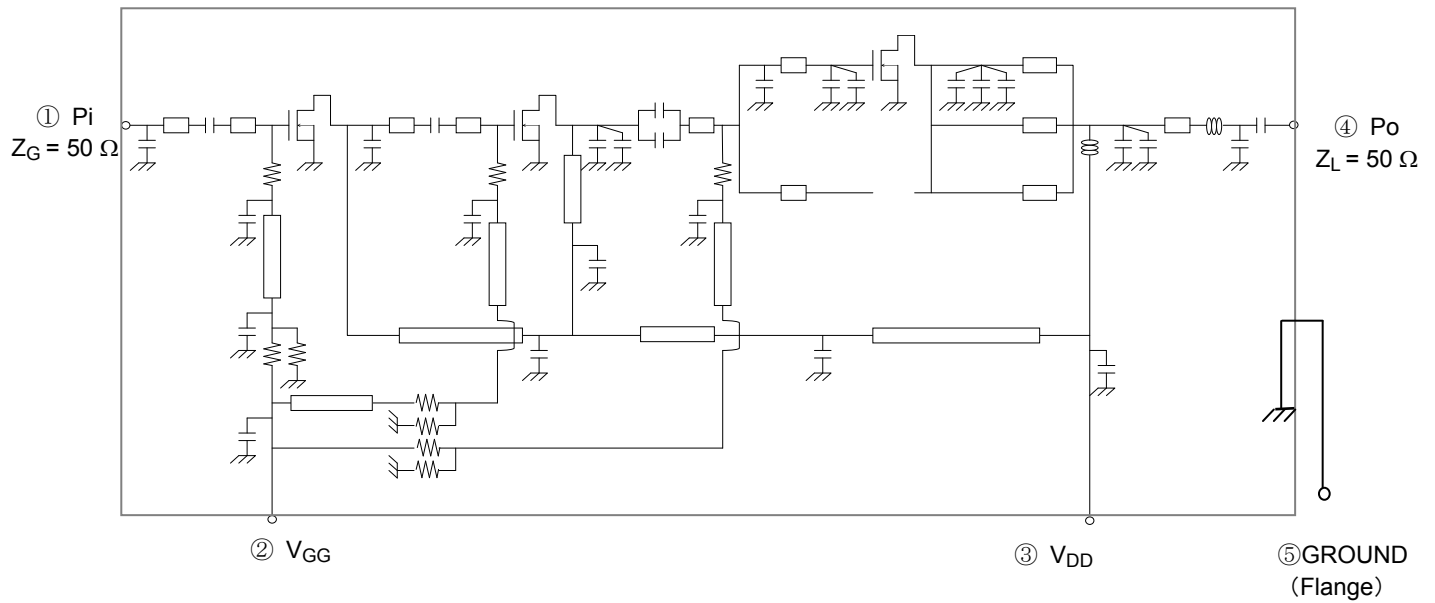 ① Pi
Z_G = 50 Ω
④ Po
Z_L = 50 Ω
② V_GG
③ V_DD
⑤GROUND
（Flange）